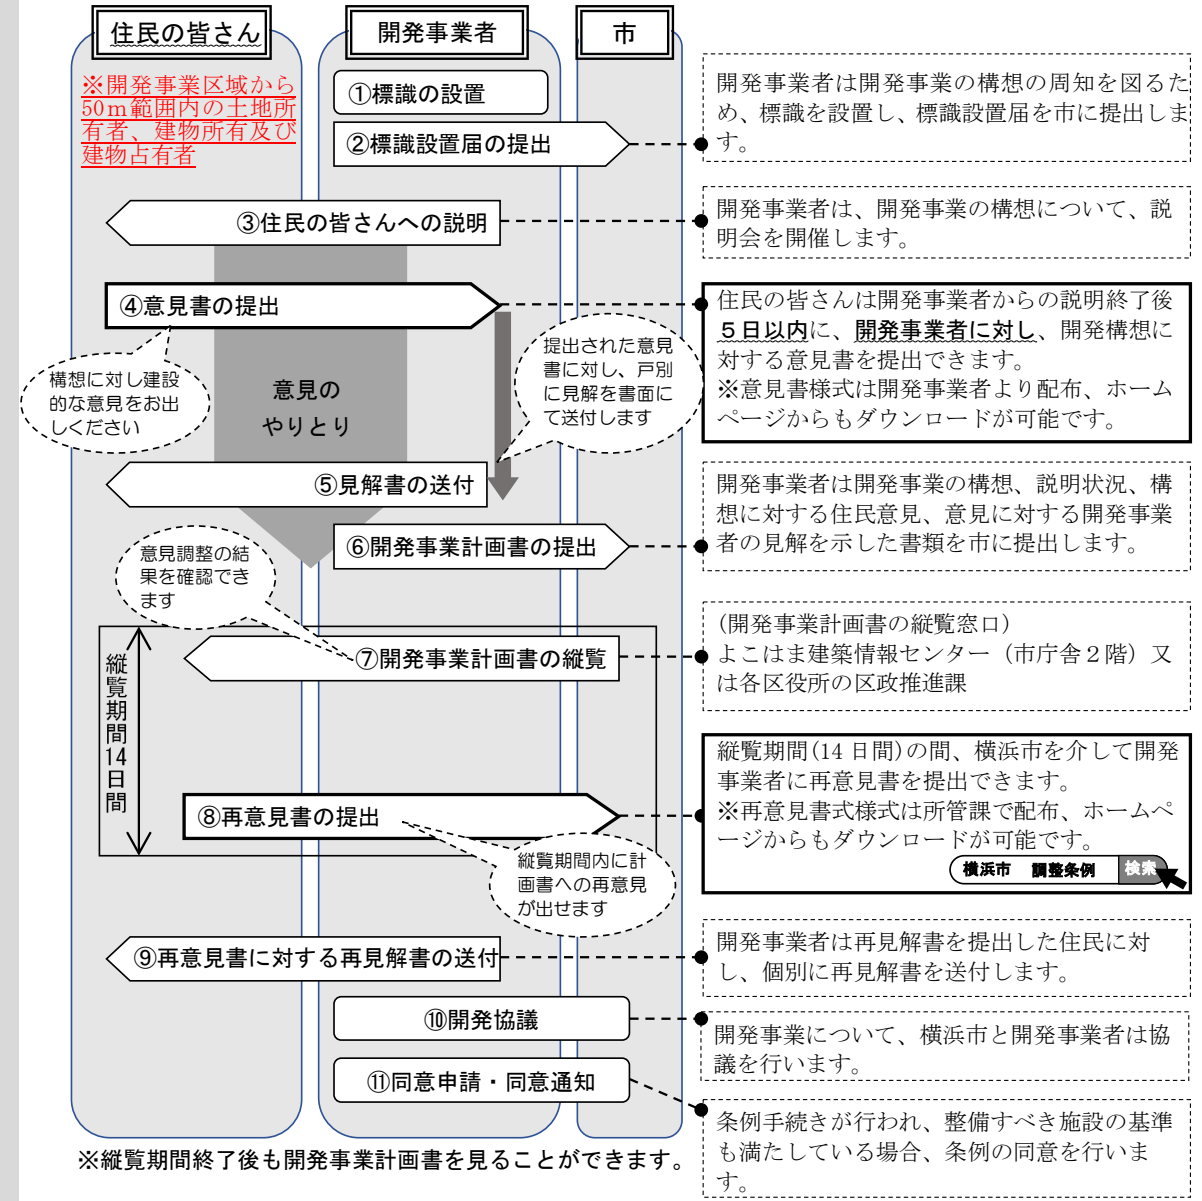 住民の皆さん
開発事業者
市
※開発事業区域から
50ｍ範囲内の土地所
有者、建物所有及び
建物占有者
①標識の設置
②標識設置届の提出
開発事業者は開発事業の構想の周知を図るた
め、標識を設置し、標識設置届を市に提出しま
す。
③住民の皆さんへの説明
開発事業者は、開発事業の構想について、説
明会を開催します。
④意見書の提出
住民の皆さんは開発事業者からの説明終了後
５日以内に、開発事業者に対し、開発構想に
対する意見書を提出できます。
※意見書様式は開発事業者より配布、ホーム
ページからもダウンロードが可能です。
構想に対し建設
的な意見をお出
しください
意見の
やりとり
提出された意見
書に対し、戸別
に見解を書面に
て送付します
⑤見解書の送付
⑥開発事業計画書の提出
開発事業者は開発事業の構想、説明状況、構
想に対する住民意見、意見に対する開発事業
者の見解を示した書類を市に提出します。
意見調整の結
果を確認でき
ます
⑦開発事業計画書の縦覧
（開発事業計画書の縦覧窓口）
よこはま建築情報センター（市庁舎２階）又
は各区役所の区政推進課
縦覧期間14日間
⑧再意見書の提出
縦覧期間(14 日間)の間、横浜市を介して開発
事業者に再意見書を提出できます。
※再意見書式様式は所管課で配布、ホームペ
ージからもダウンロードが可能です。
横浜市　調整条例　検索
縦覧期間内に計
画書への再意見
が出せます
⑨再意見書に対する再見解書の送付
開発事業者は再見解書を提出した住民に対
し、個別に再見解書を送付します。
⑩開発協議
開発事業について、横浜市と開発事業者は協
議を行います。
⑪同意申請・同意通知
条例手続きが行われ、整備すべき施設の基準
も満たしている場合、条例の同意を行いま
す。
※縦覧期間終了後も開発事業計画書を見ることができます。